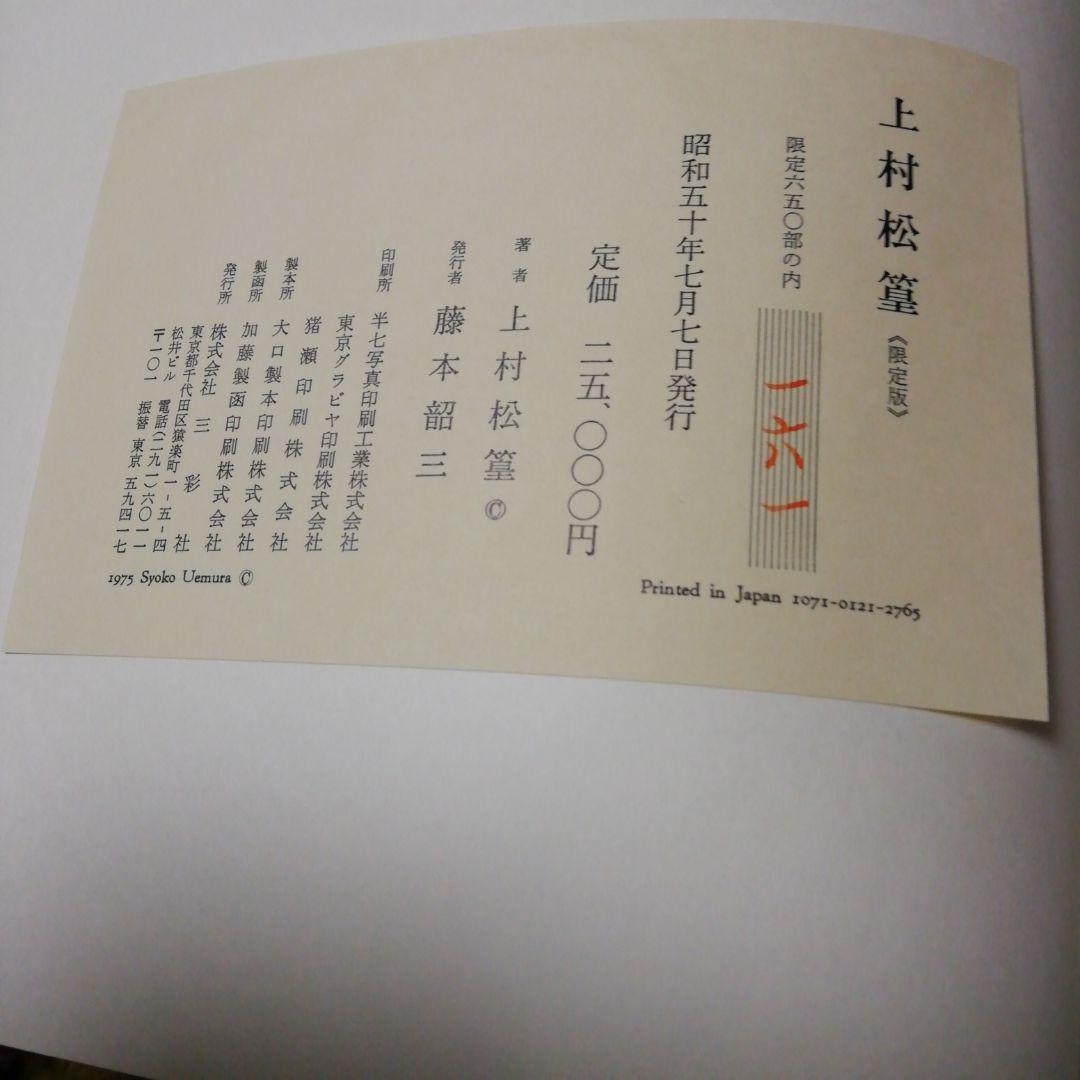 上村松篁《限定版》
限定六五〇部の内
一六一
昭和五十年七月七日発行
定価 二五、〇〇〇円
著者 上村松篁©
発行者 藤本韶三
印刷所 半七写真印刷工業株式会社
東京グラビヤ印刷株式会社
猪瀬印刷株式会社
製本所 大口製本印刷株式会社
製函所 加藤製函印刷株式会社
発行所 株式会社 三彩社
東京都千代田区猿楽町一-五-四
松井ビル 電話(二九一)六〇一一
〒一〇一 振替 東京 五九四一七
1975 Syoko Uemura ©
Printed in Japan 1071-0121-2765